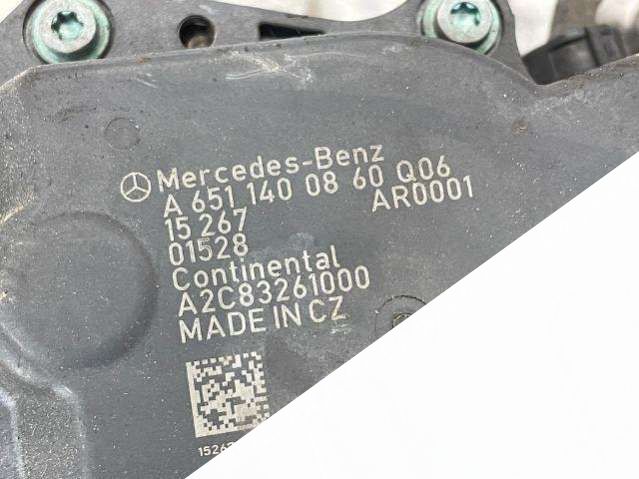 Mercedes-Benz
A 651 140 08 60 Q06
15 267 AR0001
01528
Continental
A2C83261000
MADE IN CZ